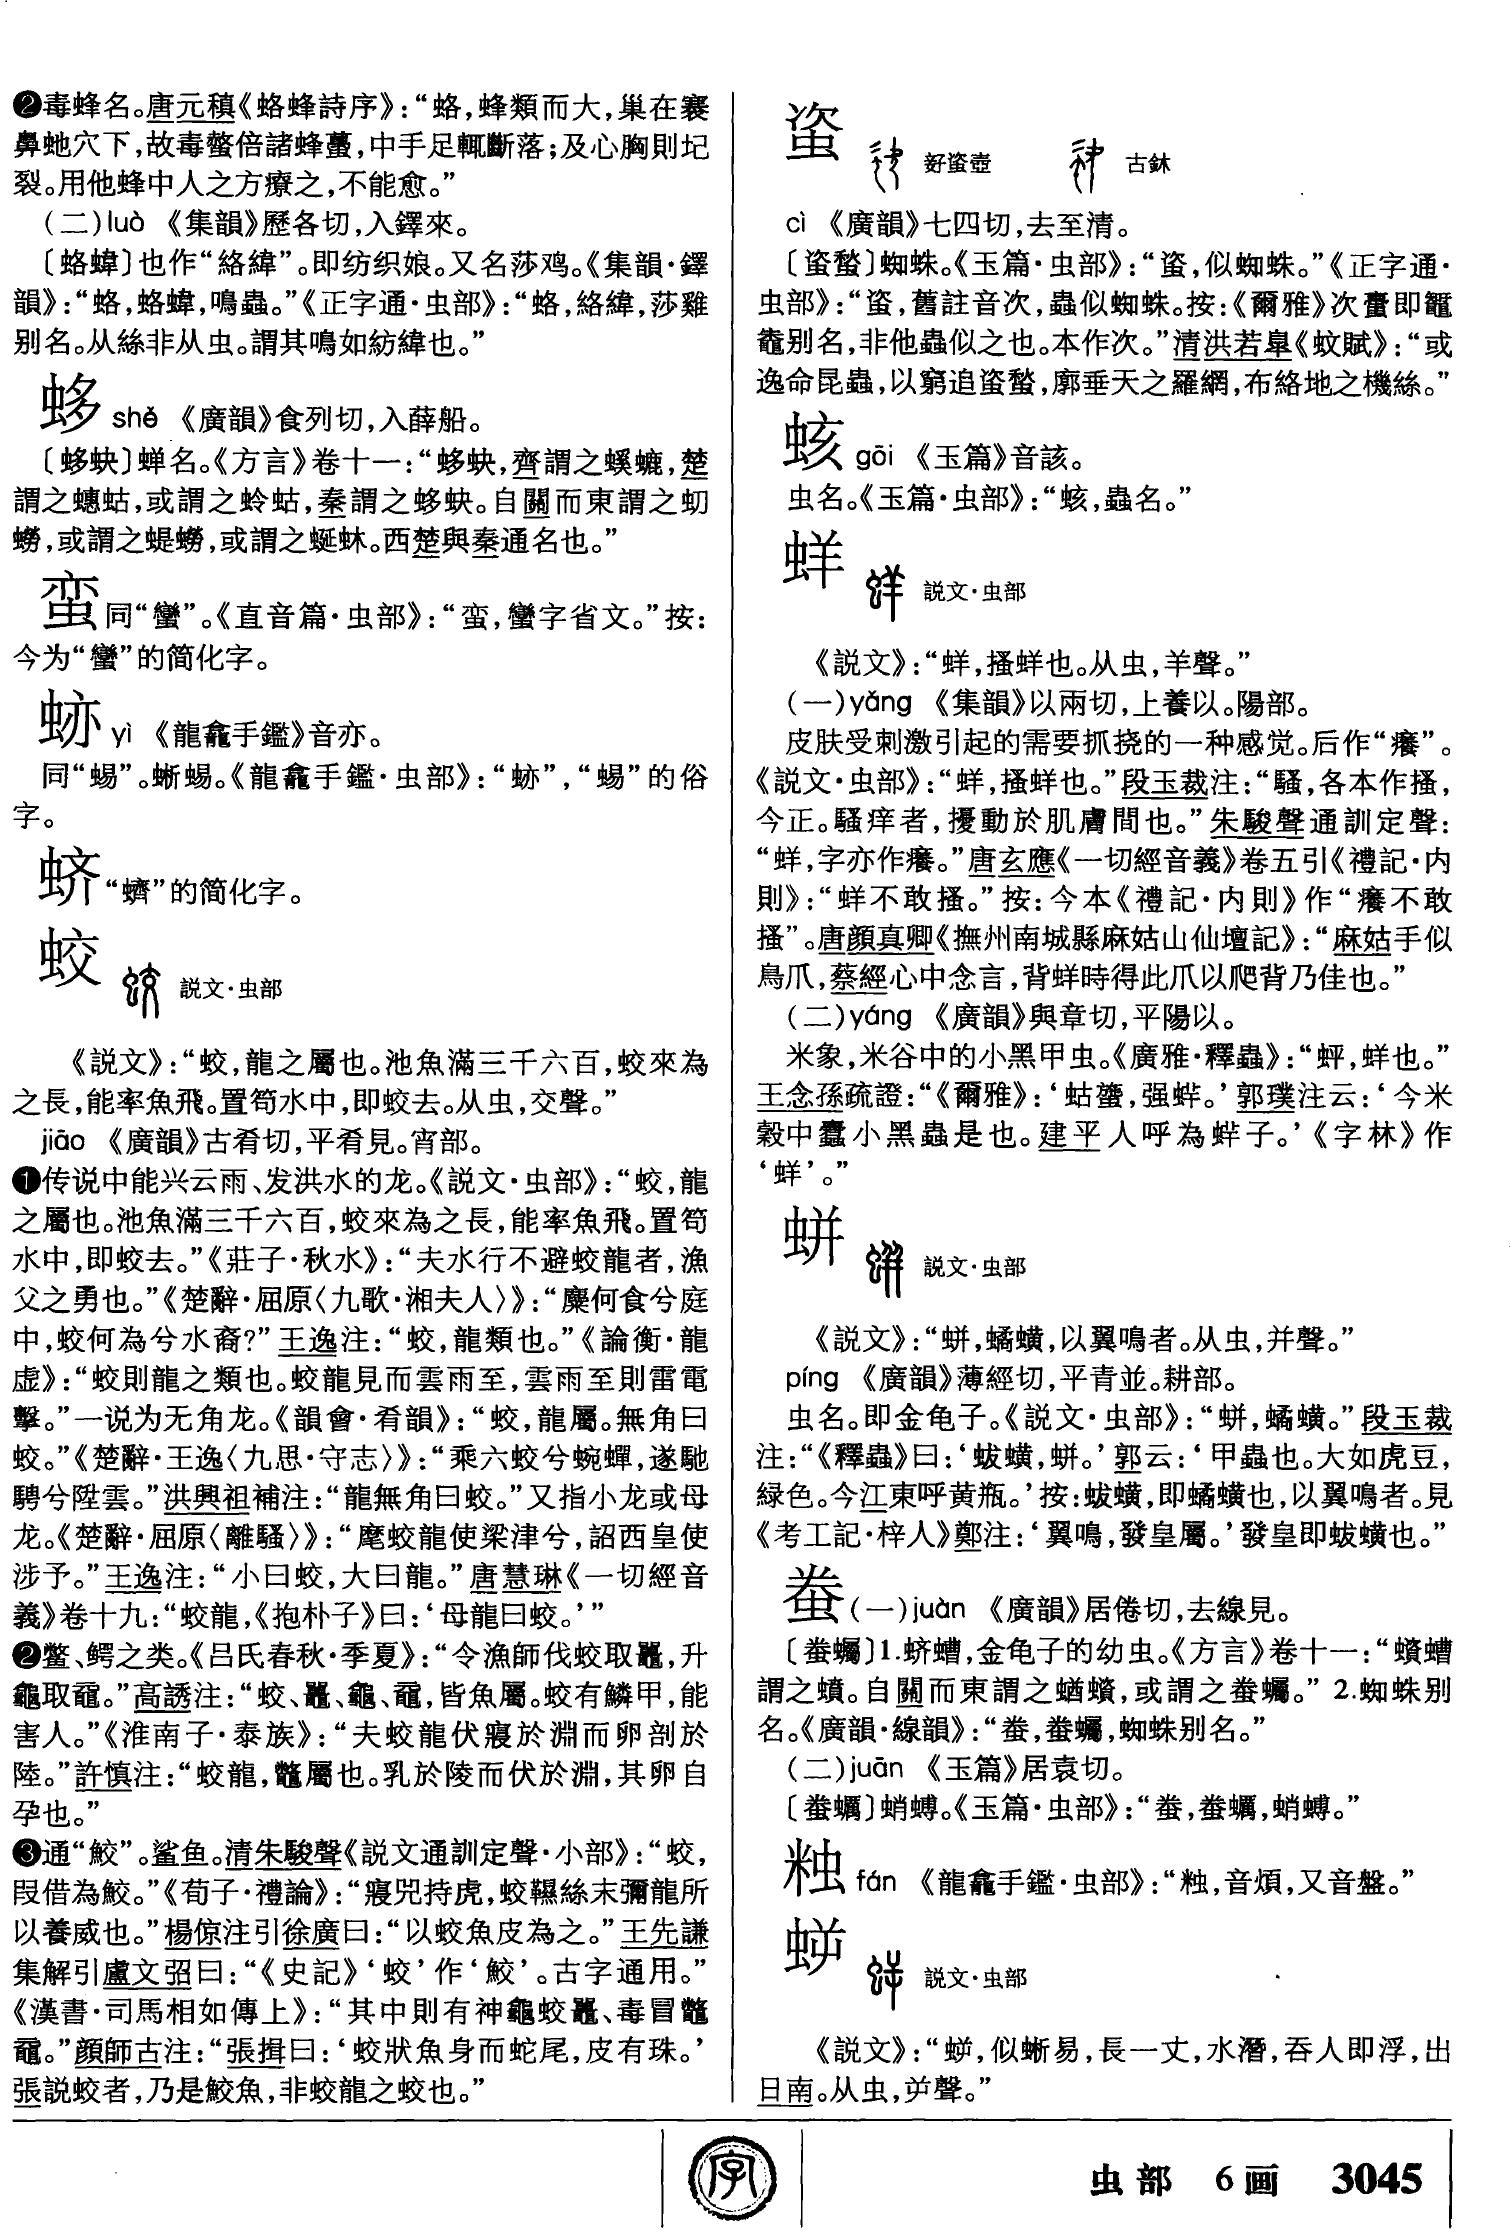 ❷毒蜂名。唐元稹《蛒蜂詩序》：“蛒，蜂類而大，巢在褰
鼻虵穴下，故毒螫倍諸蜂蠆，中手足輒斷落；及心胸則圮
裂。用他蜂中人之方療之，不能愈。”
（二）luò 《集韻》歷各切，入鐸來。
〔蛒蟳〕也作“絡緯”。即纺织娘。又名莎鸡。《集韻·鐸
韻》：“蛒，蛒，鳴蟲。”《正字通·虫部》：“蛒，絡緯，莎雞
别名。从絲非从虫。謂其鳴如紡緯也。”
蛥 shě 《廣韻》食列切，入薛船。
〔蛥蚗〕蝉名。《方言》卷十一：“蛥蚗，齊謂之螇螰，楚
謂之蟪蛄，或謂之蛉蛄，秦謂之蛥蚗。自關而東謂之虭
蟧，或謂之蝭蟧，或謂之蜓蚞。西楚與秦通名也。”
蛮 同“蠻”。《直音篇·虫部》：“蛮，蠻字省文。”按：
今为“蠻”的简化字。
蛡 yì 《龍龕手鑑》音亦。
同“蜴”。蜥蜴。《龍龕手鑑·虫部》：“”，“蜴”的俗
字。
蛴 “蠐”的简化字。
蛟 説文·虫部
《説文》：“蛟，龍之屬也。池魚滿三千六百，蛟來為
之長，能率魚飛。置笱水中，即蛟去。从虫，交聲。”
jiāo 《廣韻》古肴切，平肴見。宵部。
❶传说中能兴云雨、发洪水的龙。《説文·虫部》：“蛟，龍
之屬也。池魚滿三千六百，蛟來為之長，能率魚飛。置笱
水中，即蛟去。”《莊子·秋水》：“夫水行不避蛟龍者，漁
父之勇也。”《楚辭·屈原〈九歌·湘夫人〉》：“麋何食兮庭
中，蛟何為兮水裔？”王逸注：“蛟，龍類也。”《論衡·龍
虚》：“蛟則龍之類也。蛟龍見而雲雨至，雲雨至則雷電
擊。”一说为无角龙。《韻會·肴韻》：“蛟，龍屬。無角曰
蛟。”《楚辭·王逸〈九思·守志〉》：“乘六蛟兮蜿蟬，遂馳
騁兮陞雲。”洪興祖補注：“龍無角曰蛟。”又指小龙或母
龙。《楚辭·屈原〈離騷〉》：“麾蛟龍使梁津兮，詔西皇使
涉予。”王逸注：“小曰蛟，大曰龍。”唐慧琳《一切經音
義》卷十九：“蛟龍，《抱朴子》曰：‘母龍曰蛟。’”
❷鳖、鳄之类。《吕氏春秋·季夏》：“令漁師伐蛟取鼉，升
龜取黿。”高誘注：“蛟、鼉、龜、黿，皆魚屬。蛟有鱗甲，能
害人。”《淮南子·泰族》：“夫蛟龍伏寢於淵而卵剖於
陸。”許慎注：“蛟龍，鼈屬也。乳於陵而伏於淵，其卵自
孕也。”
❸通“鮫”。鲨鱼。清朱駿聲《説文通訓定聲·小部》：“蛟，
叚借為鮫。”《荀子·禮論》：“寢兕持虎，蛟韅絲末彌龍所
以養威也。”楊倞注引徐廣曰：“以蛟魚皮為之。”王先謙
集解引盧文弨曰：“《史記》‘蛟’作‘鮫’。古字通用。”
《漢書·司馬相如傳上》：“其中則有神龜蛟鼉、毒冒鼈
黿。”顔師古注：“張揖曰：‘蛟狀魚身而蛇尾，皮有珠。’
張説蛟者，乃是鮫魚，非蛟龍之蛟也。”
蛓 㚥蚉壺 古鉥
cì 《廣韻》七四切，去至清。
〔蟗〕蜘蛛。《玉篇·虫部》：“，似蜘蛛。”《正字通·
虫部》：“，舊註音次，蟲似蜘蛛。按：《爾雅》次蟗即鼅
鼄别名，非他蟲似之也。本作次。”清洪若皐《蚊賦》：“或
逸命昆蟲，以窮追蝥，廓垂天之羅網，布絡地之機絲。”
㛾 gāi 《玉篇》音該。
虫名。《玉篇·虫部》：“，蟲名。”
蛘 説文·虫部
《説文》：“蛘，搔蛘也。从虫，羊聲。”
（一）yǎng 《集韻》以兩切，上養以。陽部。
皮肤受刺激引起的需要抓挠的一种感觉。后作“癢”。
《説文·虫部》：“蛘，搔蛘也。”段玉裁注：“騷，各本作搔，
今正。騷痒者，擾動於肌膚間也。”朱駿聲通訓定聲：
“蛘，字亦作癢。”唐玄應《一切經音義》卷五引《禮記·内
則》：“蛘不敢搔。”按：今本《禮記·内則》作“癢不敢
搔”。唐顔真卿《撫州南城縣麻姑山仙壇記》：“麻姑手似
鳥爪，蔡經心中念言，背蛘時得此爪以爬背乃佳也。”
（二）yáng 《廣韻》與章切，平陽以。
米象，米谷中的小黑甲虫。《廣雅·釋蟲》：“蛢，蛘也。”
王念孫疏證：“《爾雅》：‘蛄䗐，强蛘。’郭璞注云：‘今米
穀中蠹小黑蟲是也。建平人呼為蛘子。’《字林》作
‘蛘’。”
蛢 説文·虫部
《説文》：“蛢，蟥，以翼鳴者。从虫，并聲。”
píng 《廣韻》薄經切，平青並。耕部。
虫名。即金龟子。《説文·虫部》：“蛢，蟥。”段玉裁
注：“《釋蟲》曰：‘蛂蟥，蛢。’郭云：‘甲蟲也。大如虎豆，
緑色。今江東呼黄瓶。’按：蛂蟥，即蟥也，以翼鳴者。見
《考工記·梓人》鄭注：‘翼鳴，發皇屬。’發皇即蛂蟥也。”
蛬 （一）juàn 《廣韻》居倦切，去線見。
〔蠾〕1.蛴螬，金龟子的幼虫。《方言》卷十一：“蠀螬
謂之蟦。自關而東謂之蝤蠀，或謂之蠾。” 2.蜘蛛别
名。《廣韻·線韻》：“，蠾，蜘蛛别名。”
（二）juān 《玉篇》居袁切。
〔蠣〕蛸蟱。《玉篇·虫部》：“，蠣，蛸蟱。”
䊵 fán 《龍龕手鑑·虫部》：“，音煩，又音盤。”
蝷 説文·虫部
《説文》：“，似蜥易，長一丈，水潛，吞人即浮，出
日南。从虫，屰聲。”
虫部 6画 3045